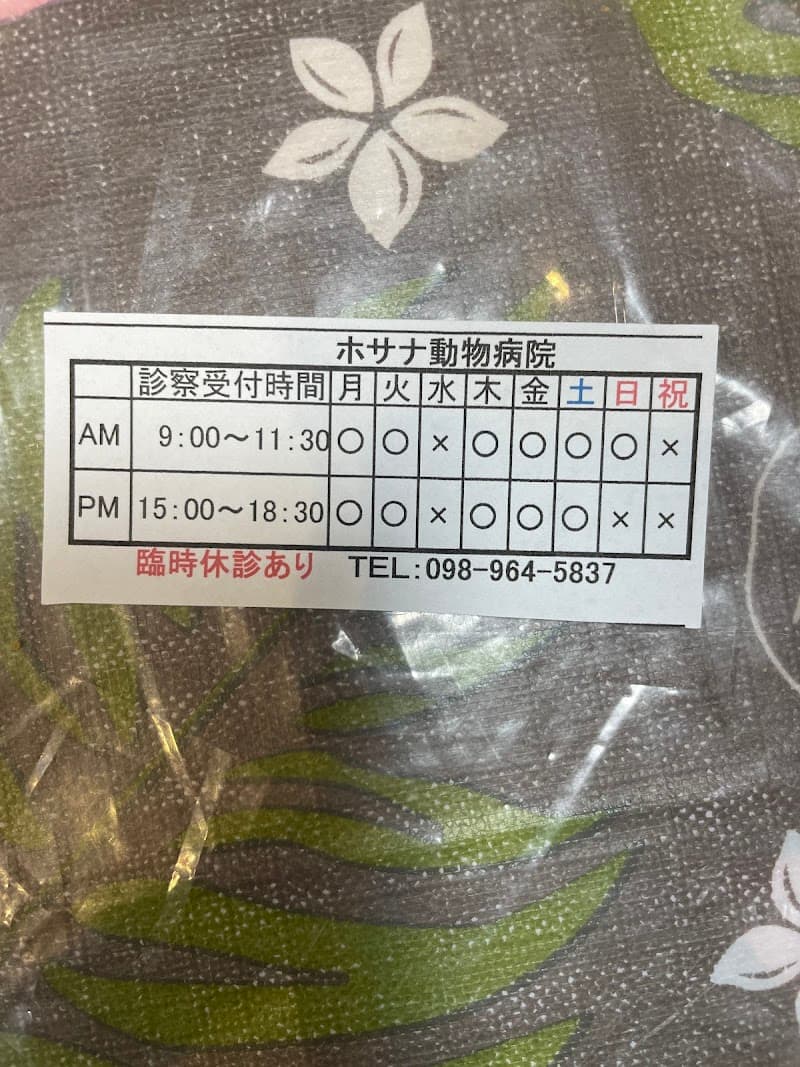 ホサナ動物病院
診察受付時間 月 火 水 木 金 土 日 祝
AM 9:00～11:30 ○ ○ × ○ ○ ○ ○ ×
PM 15:00～18:30 ○ ○ × ○ ○ ○ × ×
臨時休診あり TEL:098-964-5837